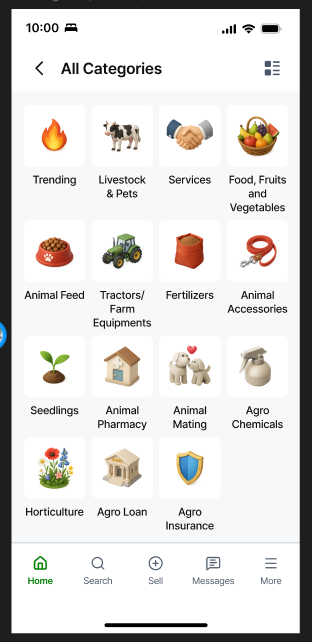 10:00
All Categories
Trending
Livestock
& Pets
Services
Food, Fruits
and
Vegetables
Animal Feed
Tractors/
Farm
Equipments
Fertilizers
Animal
Accessories
Seedlings
Animal
Pharmacy
Animal
Mating
Agro
Chemicals
Horticulture
Agro Loan
Agro
Insurance
Home
Search
Sell
Messages
More